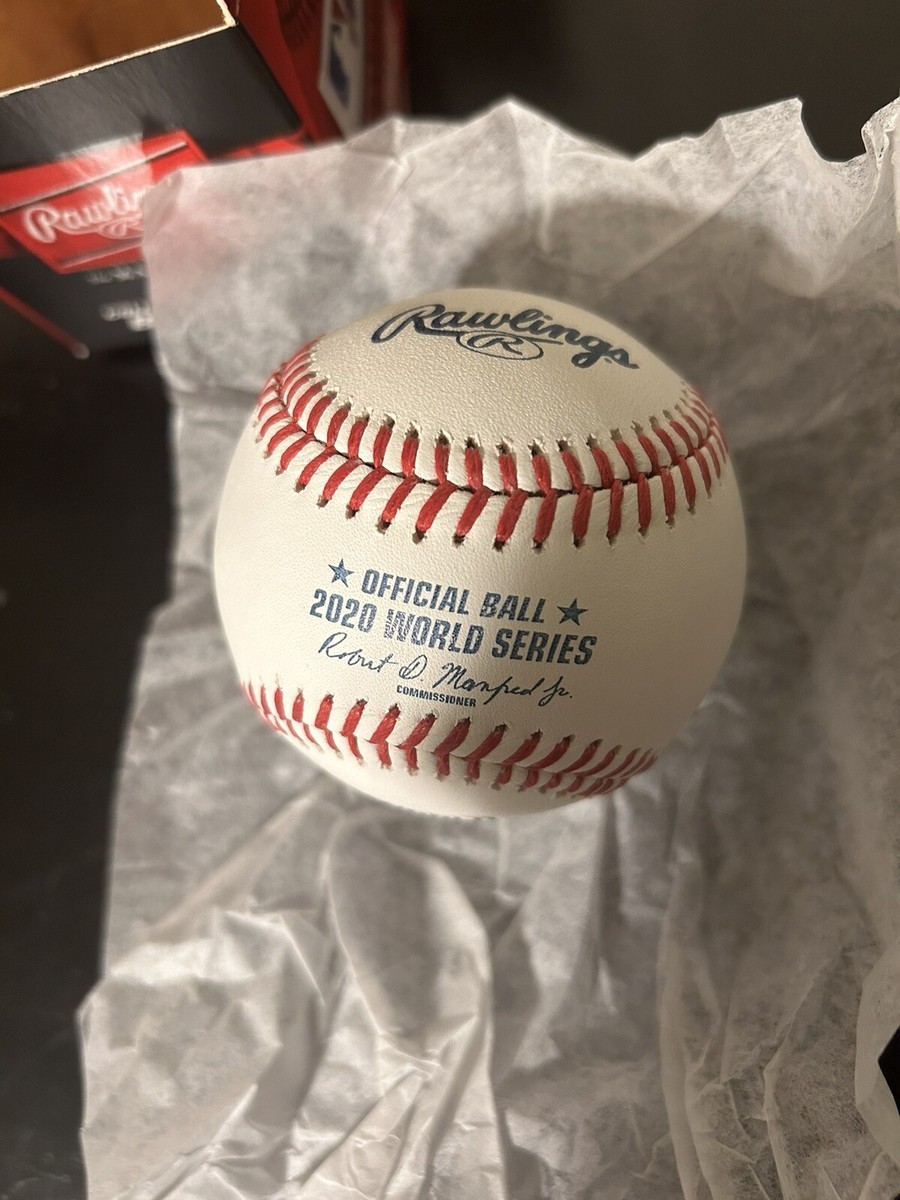 Rawlings
Rawlings
R
★ OFFICIAL BALL ★
2020 WORLD SERIES
Robert D. Manfred Jr.
COMMISSIONER